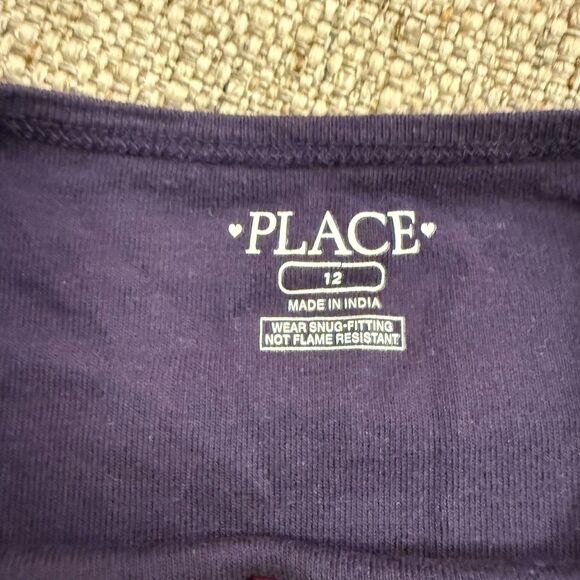 PLACE
12
MADE IN INDIA
WEAR SNUG-FITTING
NOT FLAME RESISTANT